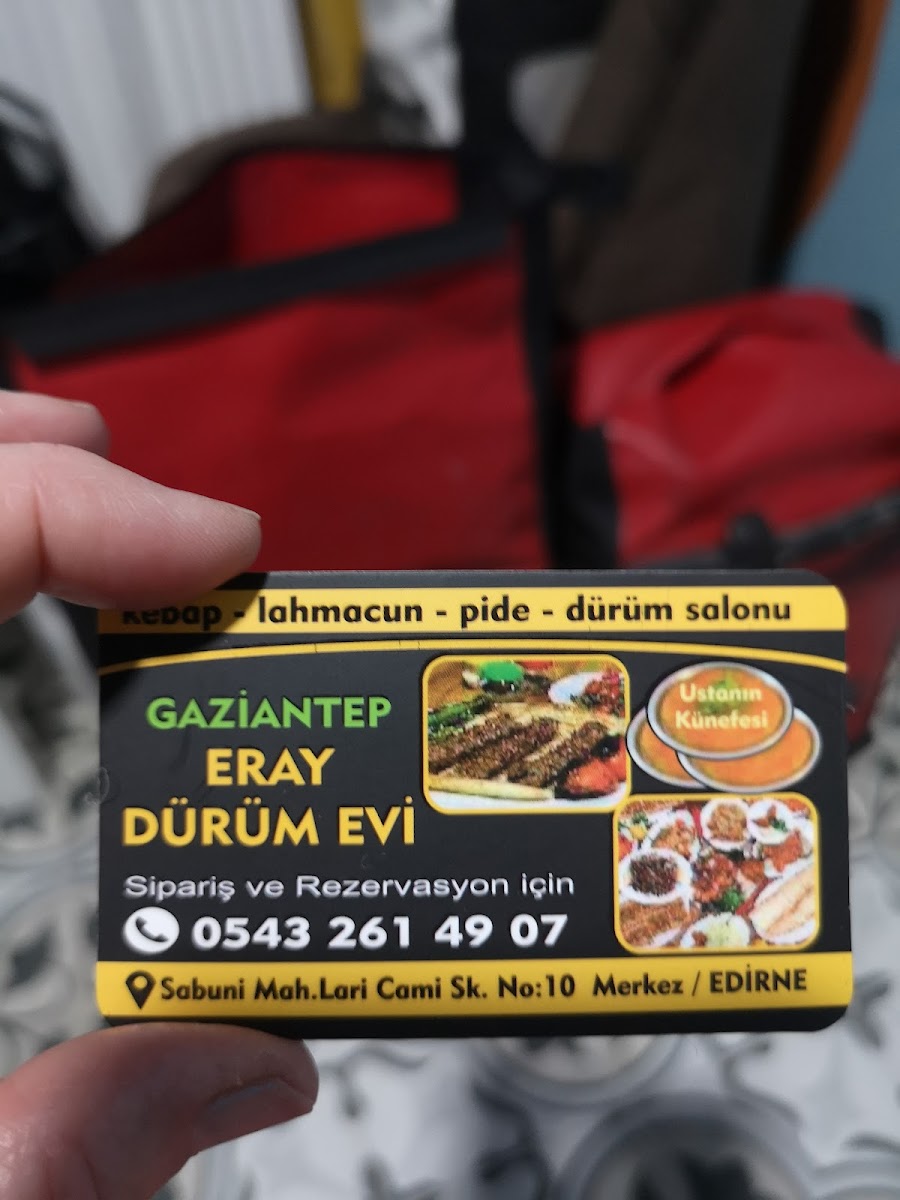 kebap - lahmacun - pide - dürüm salonu
GAZİANTEP
ERAY
DÜRÜM EVİ
Ustanın
Künefesi
Sipariş ve Rezervasyon için
0543 261 49 07
Sabuni Mah.Lari Cami Sk. No:10 Merkez / EDİRNE